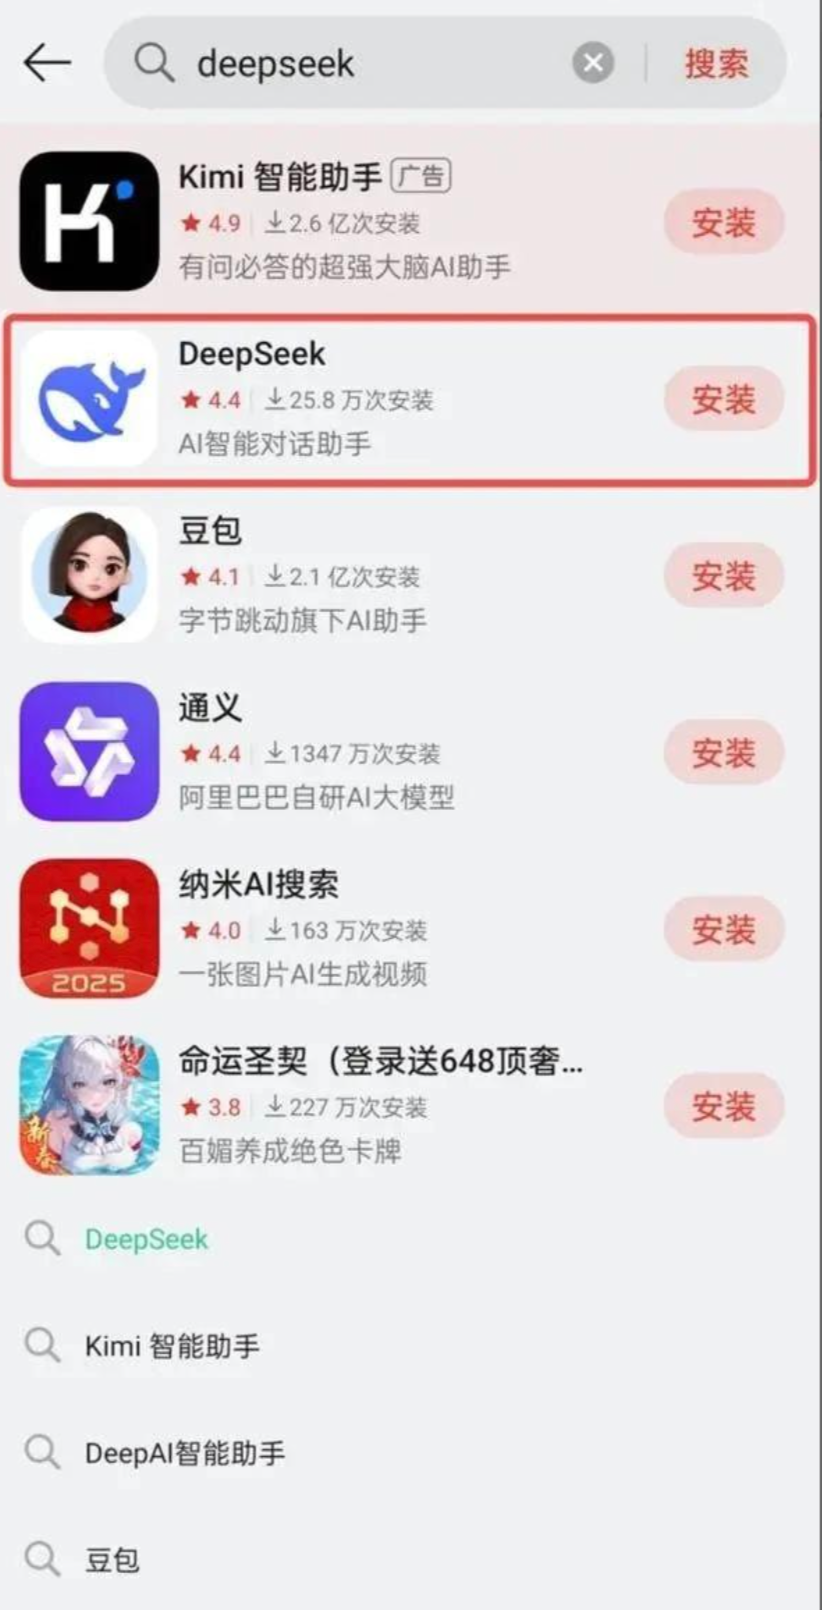 deepseek
搜索
Kimi 智能助手 广告
4.9 2.6 亿次安装
有问必答的超强大脑AI助手
安装
DeepSeek
4.4 25.8 万次安装
AI智能对话助手
安装
豆包
4.1 2.1 亿次安装
字节跳动旗下AI助手
安装
通义
4.4 1347 万次安装
阿里巴巴自研AI大模型
安装
2025
纳米AI搜索
4.0 163 万次安装
一张图片AI生成视频
安装
新春
命运圣契（登录送648顶奢...
3.8 227 万次安装
百媚养成绝色卡牌
安装
DeepSeek
Kimi 智能助手
DeepAI智能助手
豆包